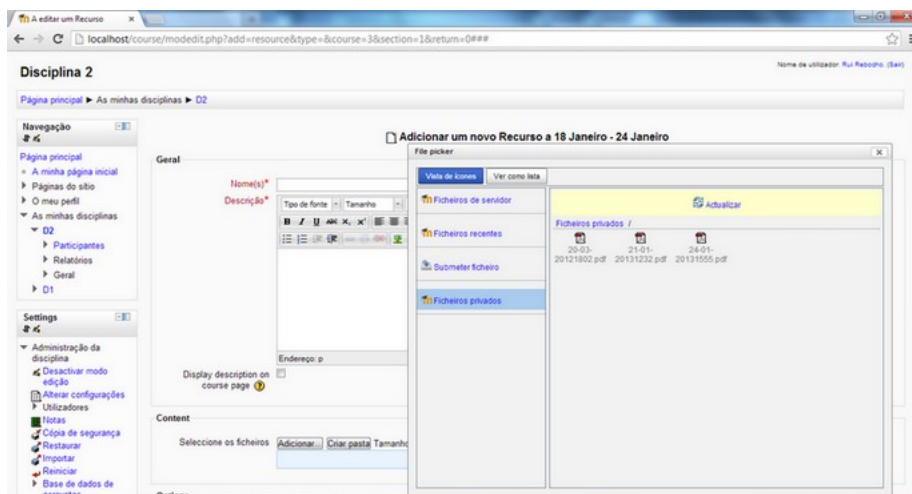 A editar um Recurso
localhost/course/modedit.php?add=resource&type=&course=3&section=1&return=0###
Disciplina 2
Nome de utilizador: Rui Rebocho. (Sair)
Página principal ► As minhas disciplinas ► D2
Navegação
Página principal
A minha página inicial
Páginas do sítio
O meu perfil
As minhas disciplinas
D2
Participantes
Relatórios
Geral
D1
Settings
Administração da
disciplina
Desactivar modo
edição
Alterar configurações
Utilizadores
Notas
Cópia de segurança
Restaurar
Importar
Reiniciar
Base de dados de
Adicionar um novo Recurso a 18 Janeiro - 24 Janeiro
Geral
Nome(s)*
Descrição*
Tipo de fonte
Tamanho
B I U ABC X, X'
Endereço: p
Display description on
course page
Content
Seleccione os ficheiros
Adicionar...
Criar pasta
Tamanho
File picker
Vista de ícones
Ver como lista
Ficheiros de servidor
Ficheiros recentes
Submeter ficheiro
Ficheiros privados
Actualizar
Ficheiros privados /
20-03-
20121802.pdf
21-01-
20131232.pdf
24-01-
20131555.pdf